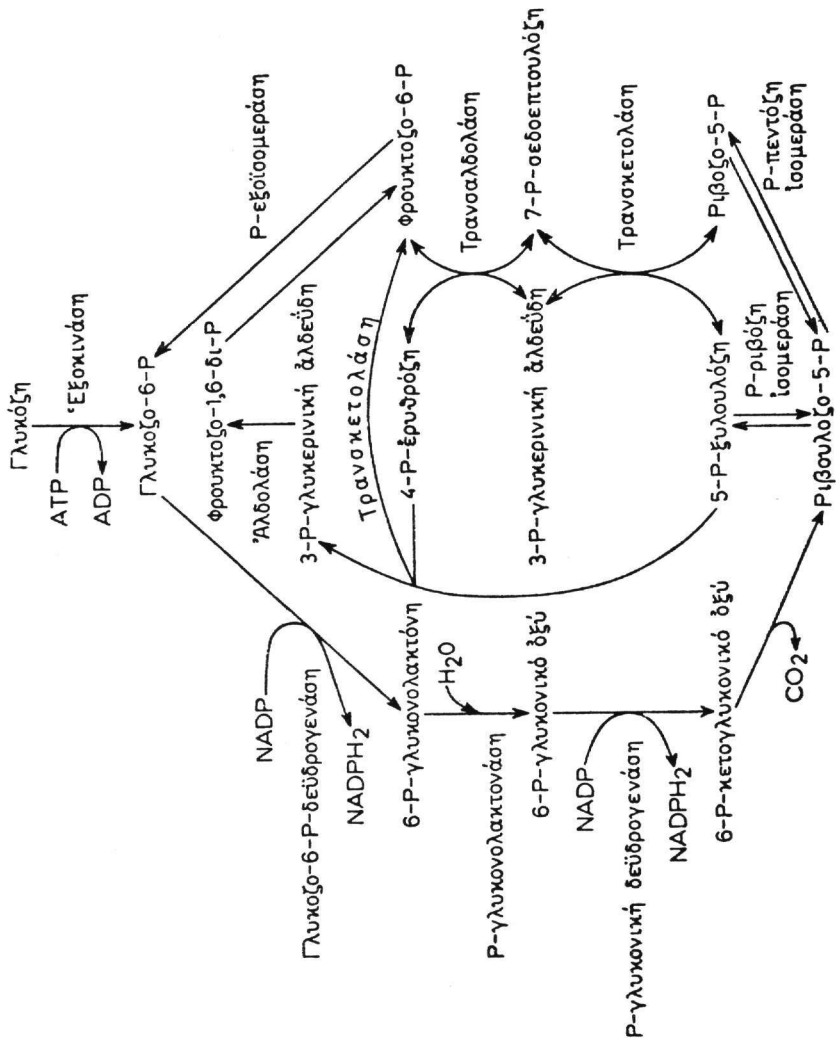 Γλυκόζη
ATP
Ἑξοκινάση
ADP
Γλυκοζο-6-P
P-εξοϊσομεράση
Φρουκτοζο-1,6-δι-P
Ἀλδολάση
3-P-γλυκερινική ἀλδεΰδη
Τρανσκετολάση
Φρουκτοζο-6-P
NADP
Γλυκοζο-6-P-δεϋδρογενάση
NADPH2
6-P-γλυκονολακτόνη
4-P-ἐρυθρόζη
Τρανσαλδολάση
H2O
P-γλυκονολακτονάση
6-P-γλυκονικό ὀξύ
3-P-γλυκερινική ἀλδεΰδη
7-P-σεδοεπτουλόζη
Τρανσκετολάση
NADP
P-γλυκονική δεϋδρογενάση
NADPH2
6-P-κετογλυκονικό ὀξύ
5-P-ξυλουλόζη
Ριβοζο-5-P
P-ριβόζη
ἰσομεράση
P-πεντόζη
ἰσομεράση
CO2
Ριβουλοζο-5-P